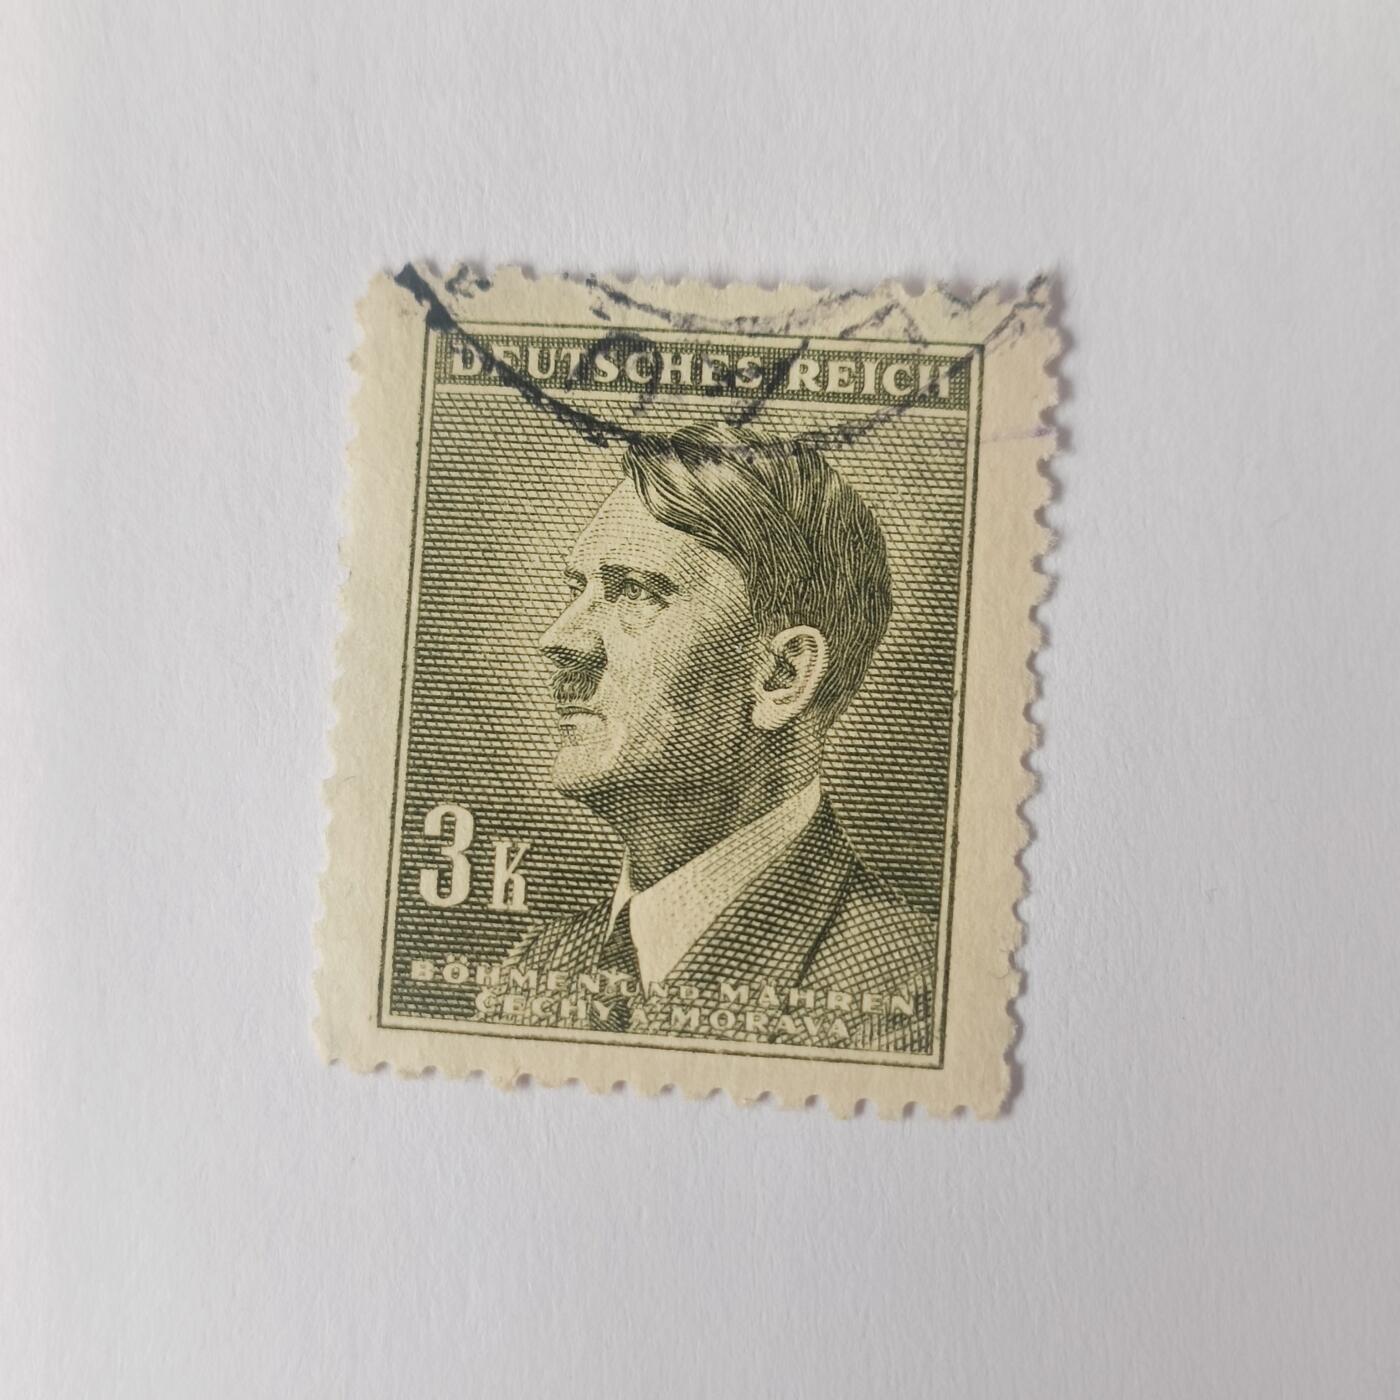 DEUTSCHES REICH
3 K
BÖHMEN UND MÄHREN
ČECHY A MORAVA